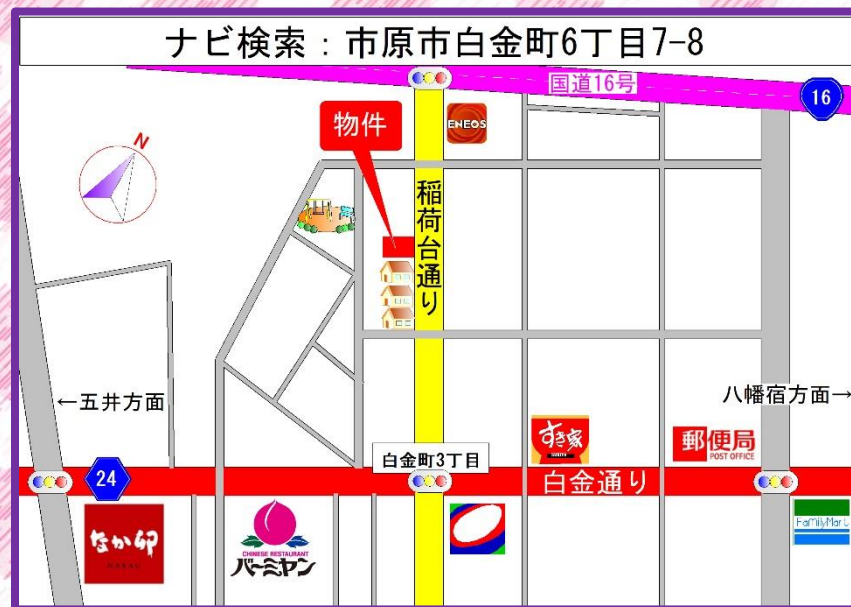 ナビ検索：市原市白金町6丁目7-8
国道16号
16
ENEOS
物件
N
稲荷台通り
←五井方面
八幡宿方面→
すき家
郵便局
POST OFFICE
白金町3丁目
24
白金通り
なか卯
NAKAU
CHINESE RESTAURANT
バーミヤン
FamilyMart